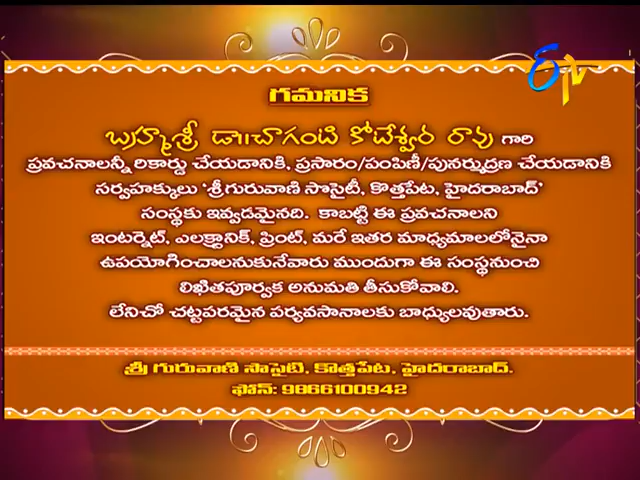 ETV
గమనిక
బ్రహ్మశ్రీ డా॥చాగంటి కోటేశ్వర రావు గారి
ప్రవచనాలన్నీ రికార్డు చేయడానికి, ప్రసారం/పంపిణీ/పునర్ముద్రణ చేయడానికి
సర్వహక్కులు 'శ్రీ గురువాణి సొసైటీ, కొత్తపేట, హైదరాబాద్'
సంస్థకు ఇవ్వడమైనది. కాబట్టి ఈ ప్రవచనాలని
ఇంటర్నెట్, ఎలక్ట్రానిక్, ప్రింట్, మరే ఇతర మాధ్యమాలలోనైనా
ఉపయోగించాలనుకునేవారు ముందుగా ఈ సంస్థనుంచి
లిఖితపూర్వక అనుమతి తీసుకోవాలి.
లేనిచో చట్టపరమైన పర్యవసానాలకు బాధ్యులవుతారు.
శ్రీ గురువాణి సొసైటి, కొత్తపేట, హైదరాబాద్.
ఫోన్: 9866100942